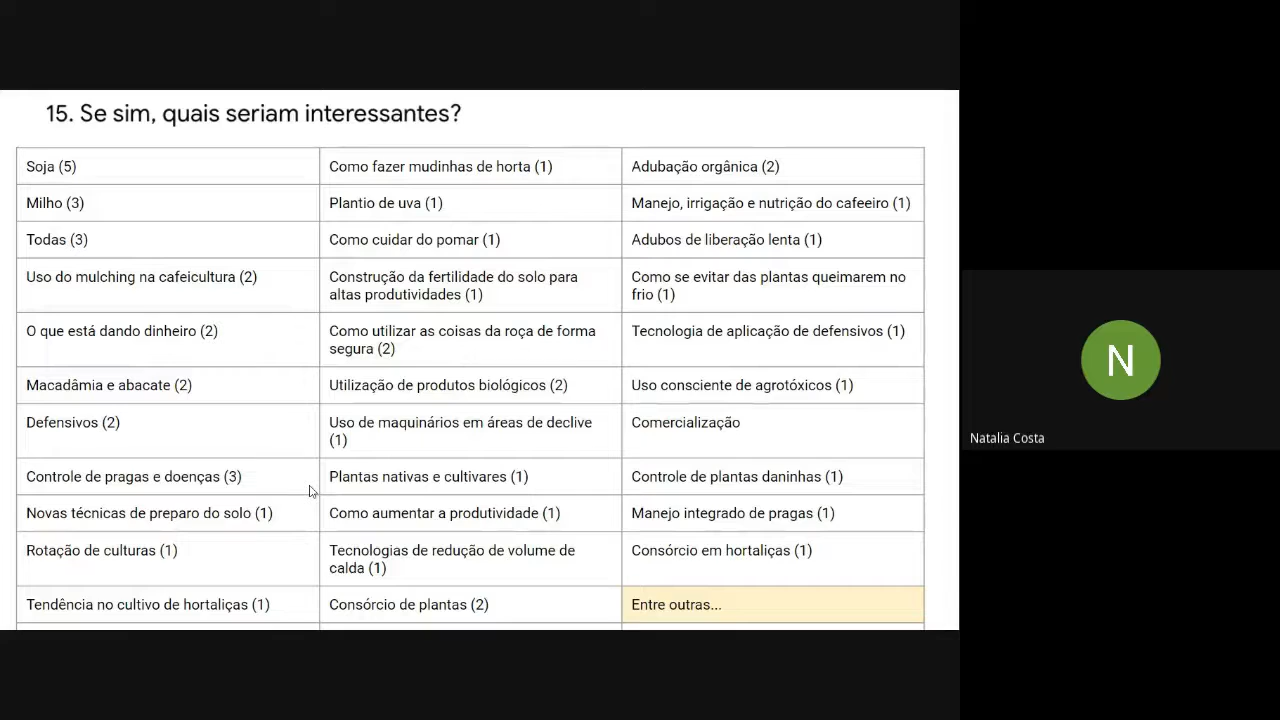 15. Se sim, quais seriam interessantes?
Soja (5)
Como fazer mudinhas de horta (1)
Adubação orgânica (2)
Milho (3)
Plantio de uva (1)
Manejo, irrigação e nutrição do cafeeiro (1)
Todas (3)
Como cuidar do pomar (1)
Adubos de liberação lenta (1)
Uso do mulching na cafeicultura (2)
Construção da fertilidade do solo para
altas produtividades (1)
Como se evitar das plantas queimarem no
frio (1)
O que está dando dinheiro (2)
Como utilizar as coisas da roça de forma
segura (2)
Tecnologia de aplicação de defensivos (1)
Macadâmia e abacate (2)
Utilização de produtos biológicos (2)
Uso consciente de agrotóxicos (1)
Defensivos (2)
Uso de maquinários em áreas de declive
(1)
Comercialização
Controle de pragas e doenças (3)
Plantas nativas e cultivares (1)
Controle de plantas daninhas (1)
Novas técnicas de preparo do solo (1)
Como aumentar a produtividade (1)
Manejo integrado de pragas (1)
Rotação de culturas (1)
Tecnologias de redução de volume de
calda (1)
Consórcio em hortaliças (1)
Tendência no cultivo de hortaliças (1)
Consórcio de plantas (2)
Entre outras...
N
Natalia Costa